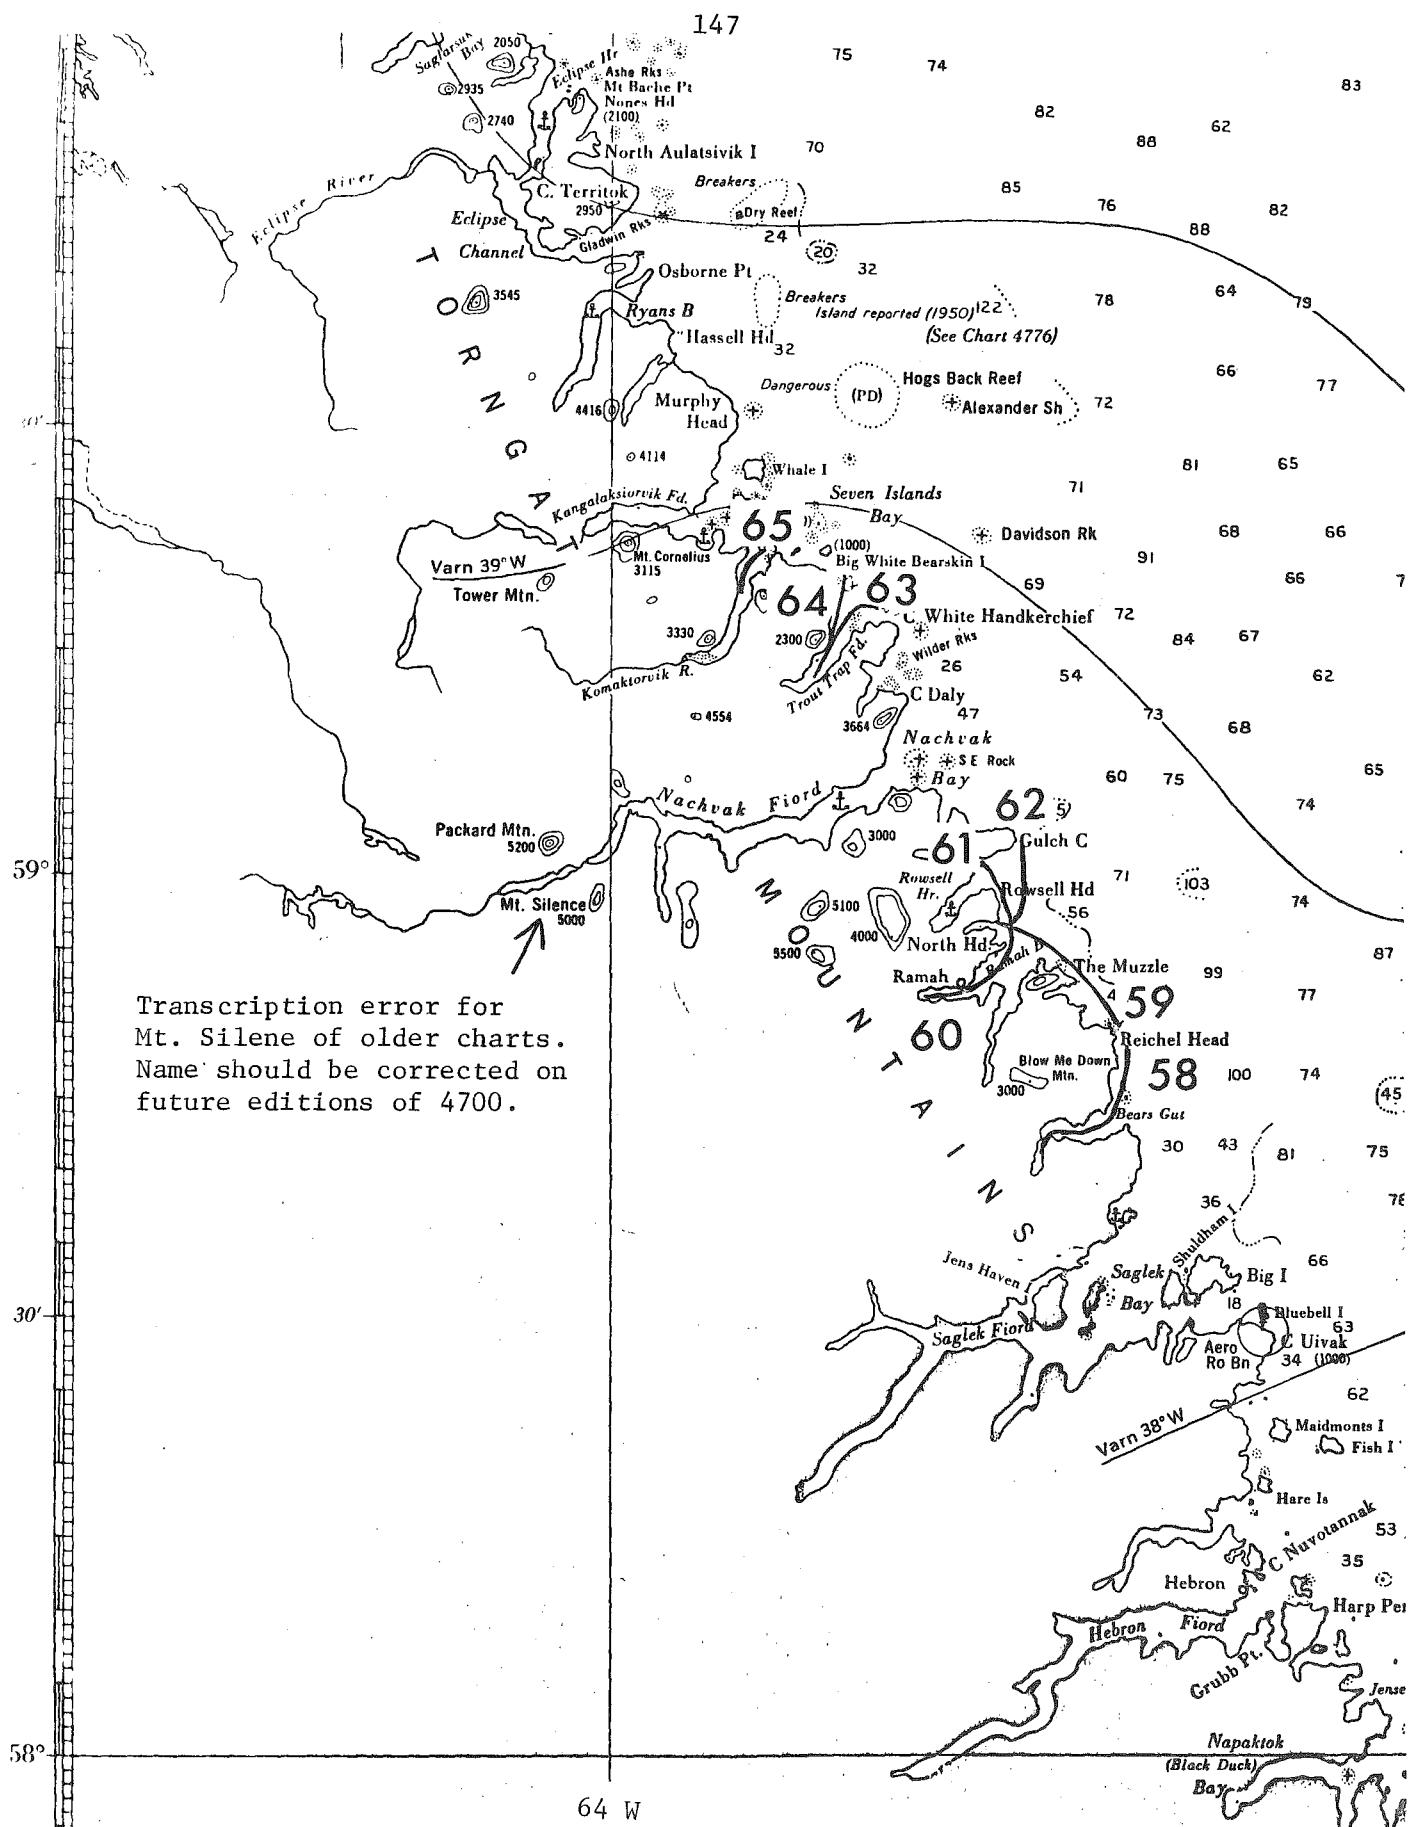 147
75
74
83
Suglarsuk
Bay
2050
Eclipse Hr
Ashe Rks
Mt Bache Pt
Nones Hd
(2100)
2935
2740
82
62
88
70
North Aulatsivik I
Eclipse River
C. Territok
2950
Breakers
Dry Reef
85
76
82
88
Eclipse
Channel
Gladwin Rks
24
20
32
Osborne Pt
3545
Ryans B
Breakers
Island reported (1950)
122
(See Chart 4776)
78
64
79
Hassell Hd
32
66
77
Dangerous
(PD)
Hogs Back Reef
Alexander Sh
72
4416
Murphy
Head
4114
81
65
Whale I
71
Kangalaksiorvik Fd.
Seven Islands
Bay
65
Davidson Rk
68
66
Varn 39°W
Mt. Cornelius
3115
(1000)
Big White Bearskin I
91
69
66
Tower Mtn.
64
63
C White Handkerchief
72
84
67
3330
2300
Wilder Rks
26
54
62
Komaktorvik R.
Trout Trap Fd.
C Daly
47
73
68
4554
3664
Nachvak
Bay
S E Rock
60
75
65
74
Nachvak Fiord
62
5
Packard Mtn.
5200
3000
Gulch C
61
59°
Rowsell
Hr.
Rowsell Hd
71
103
74
Mt. Silence
5000
5100
4000
56
North Hd
5500
Ramah B
87
Ramah
The Muzzle
99
77
4
59
60
Reichel Head
Transcription error for
Mt. Silene of older charts.
Name should be corrected on
future editions of 4700.
Blow Me Down
Mtn.
3000
58
100
74
45
Bears Gut
30
43
81
75
TORNGAT
MOUNTAINS
36
78
Shuldham I
66
Jens Haven I
Saglek
Bay
Big I
18
30'
Bluebell I
63
Saglek Fiord
Aero
Ro Bn
C Uivak
34
(1000)
62
Varn 38°W
Maidmonts I
Fish I
Hare Is
53
C Nuvotannak
35
Hebron
Hebron Fiord
Harp
Grubb Pt.
58°
Napaktok
(Black Duck)
Bay
64 W